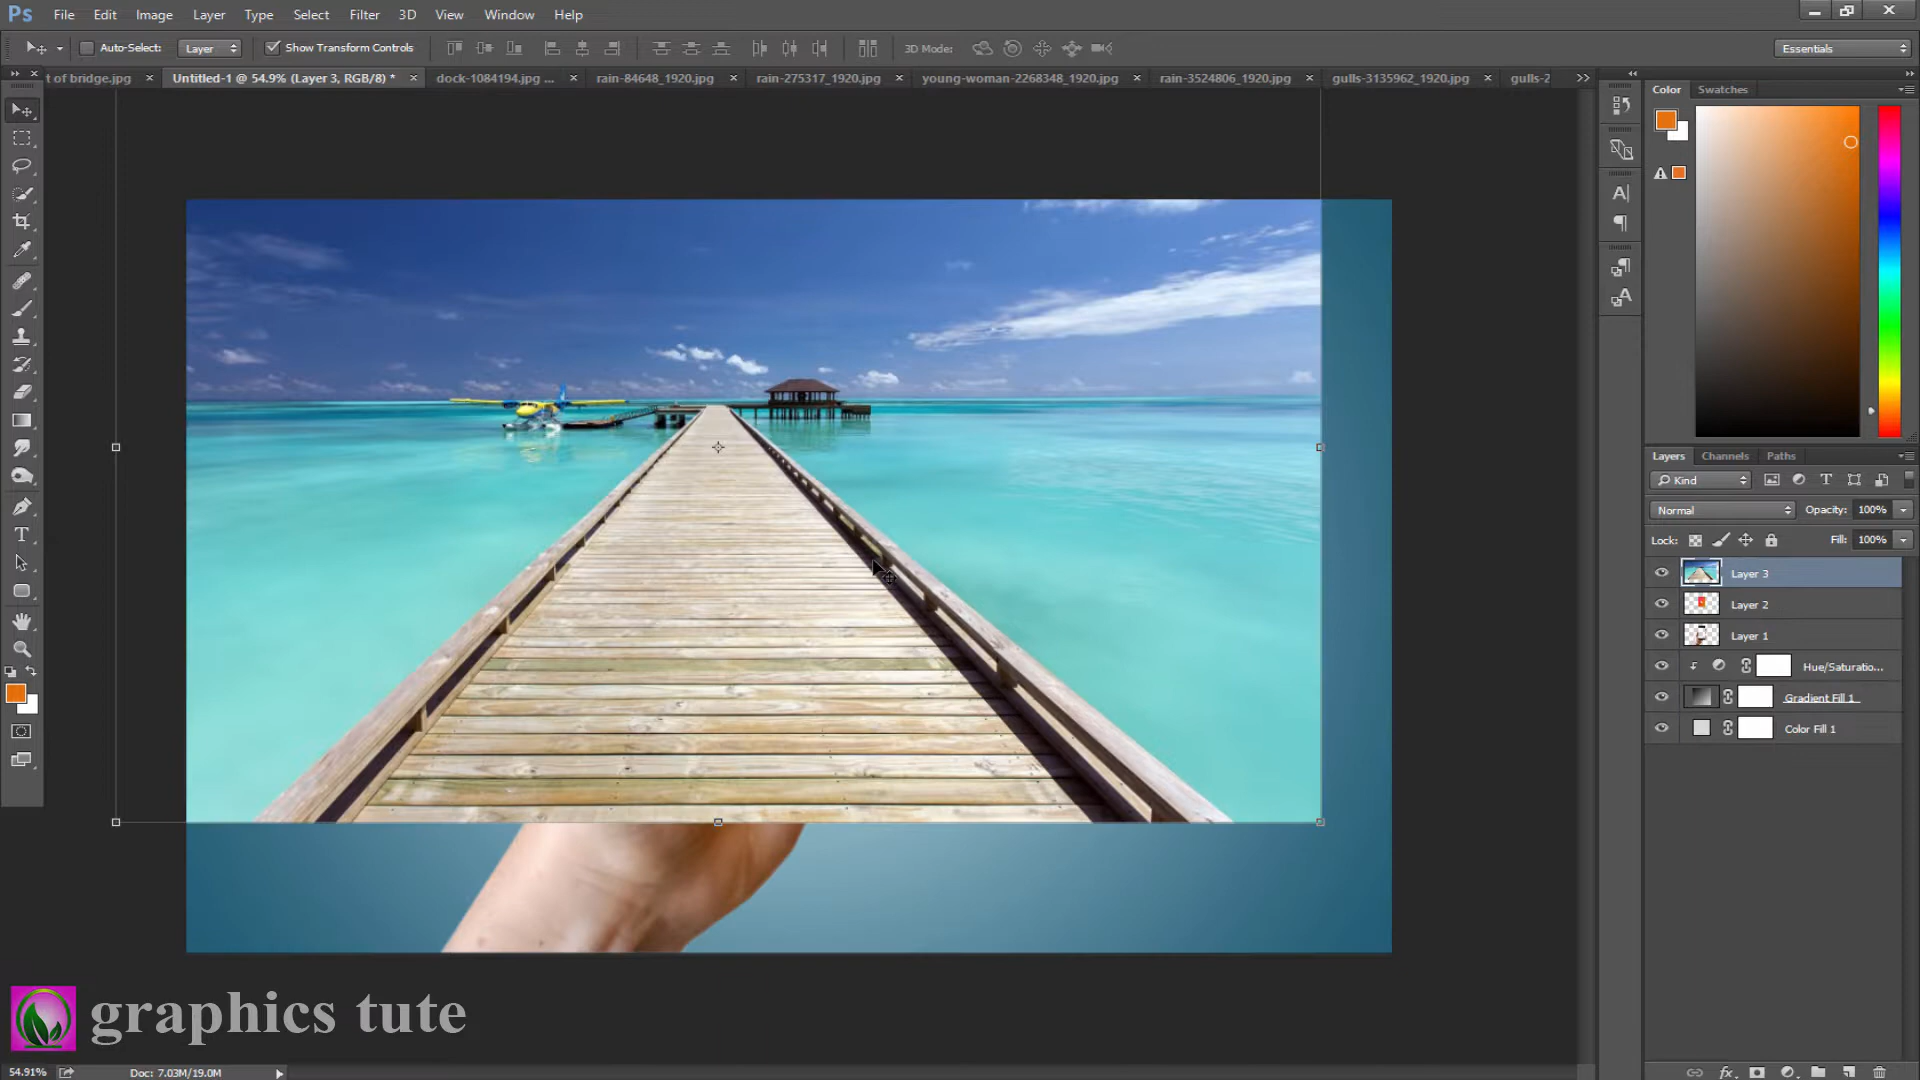 Ps File Edit Image Layer Type Select Filter 3D View Window Help
Auto-Select: Layer Show Transform Controls 3D Mode: Essentials
t of bridge.jpg Untitled-1 @ 54.9% (Layer 3, RGB/8) * dock-1084194.jpg ... rain-84648_1920.jpg rain-275317_1920.jpg young-woman-2268348_1920.jpg rain-3524806_1920.jpg gulls-3135962_1920.jpg gulls-2
Color Swatches
Layers Channels Paths
Kind
Normal Opacity: 100%
Lock: Fill: 100%
Layer 3
Layer 2
Layer 1
Hue/Saturatio...
Gradient Fill 1
Color Fill 1
graphics tute
54.91% Doc: 7.03M/19.0M